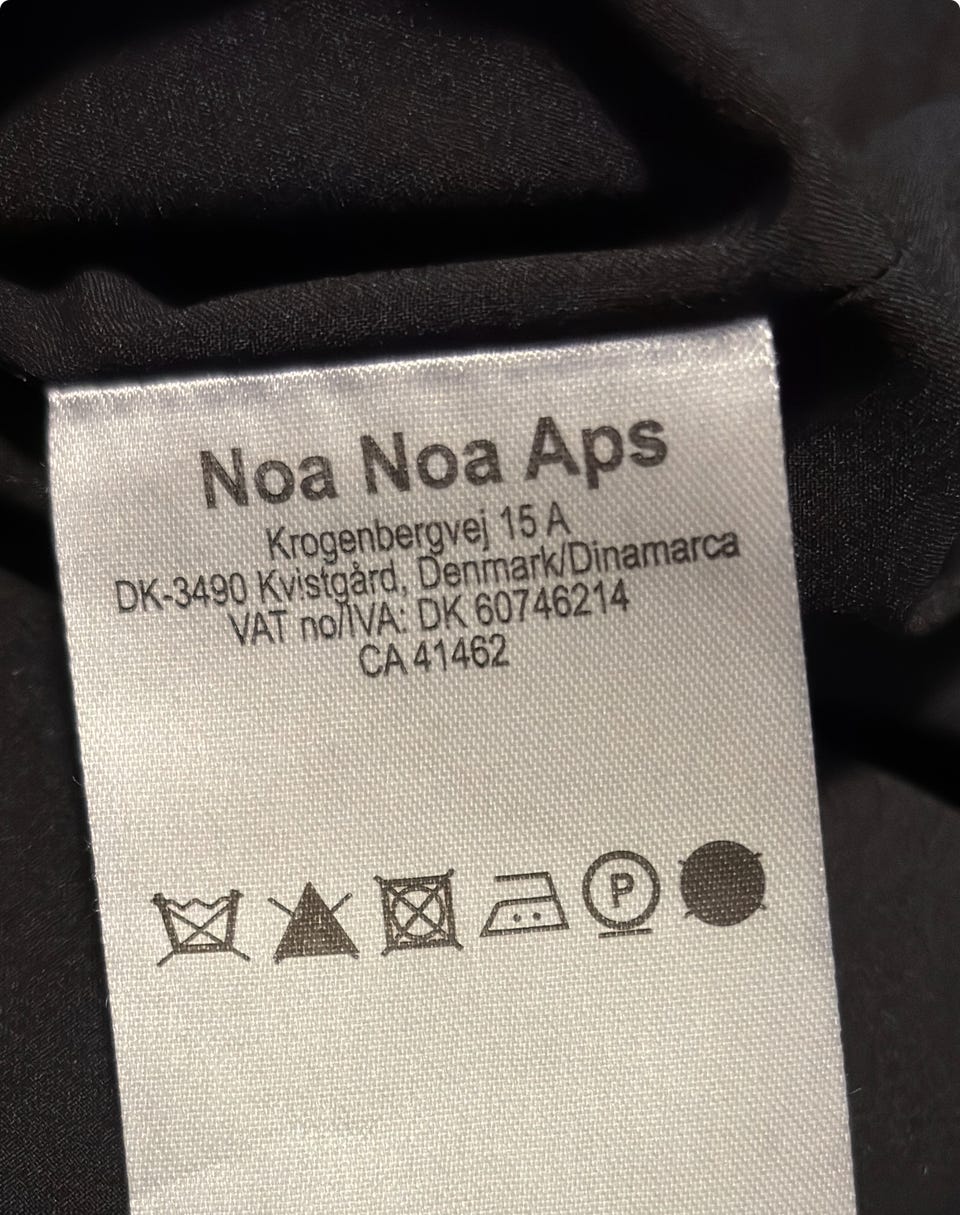 Noa Noa Aps
Krogenbergvej 15 A
DK-3490 Kvistgård, Denmark/Dinamarca
VAT no/IVA: DK 60746214
CA 41462
P